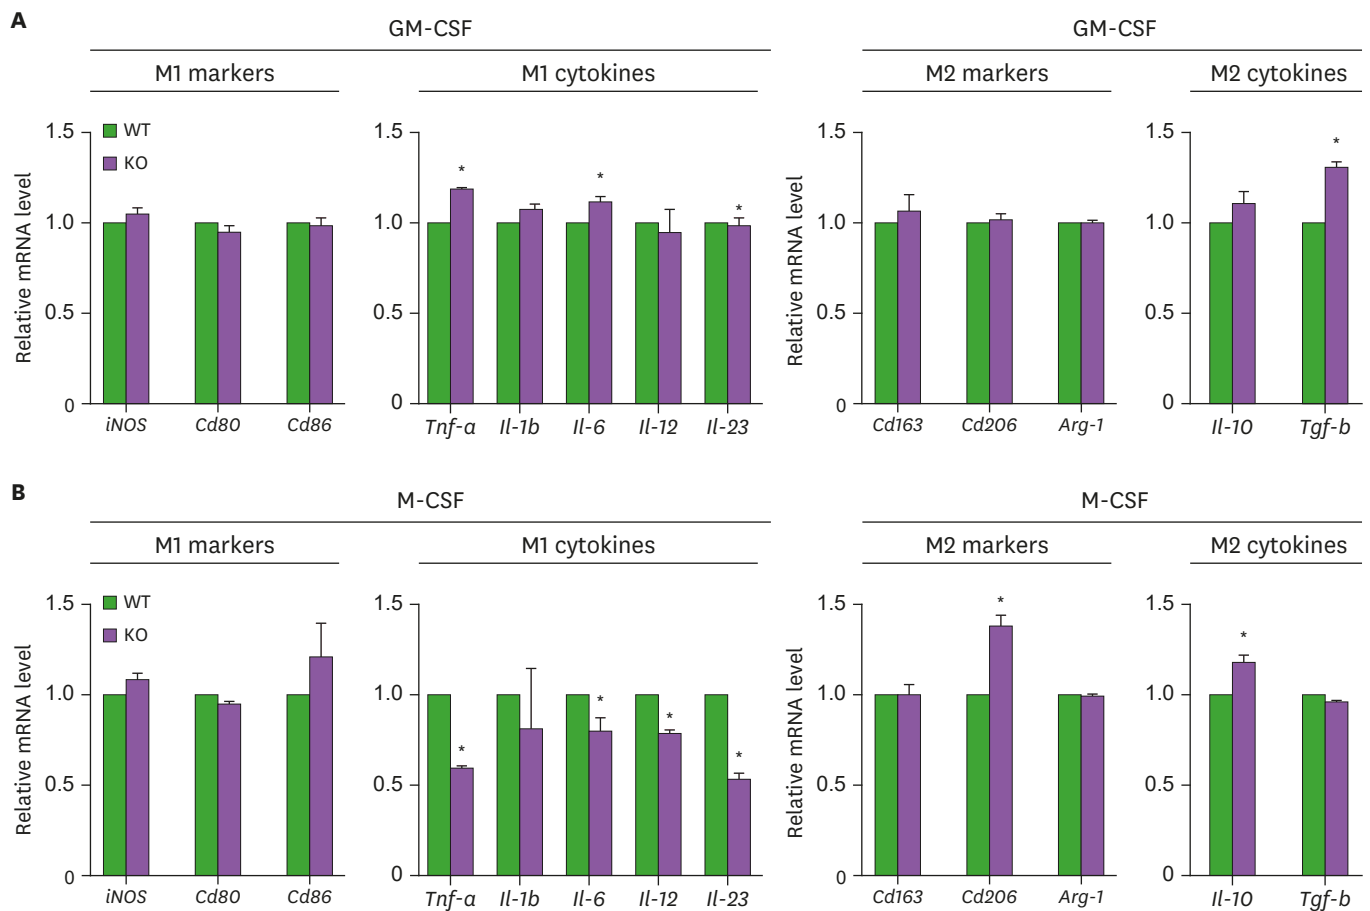 A
GM-CSF GM-CSF
M1 markers M1 cytokines M2 markers M2 cytokines
WT
KO
Relative mRNA level
1.5
1.0
0.5
0
iNOS Cd80 Cd86
1.5
1.0
0.5
0
* * *
Tnf-α Il-1b Il-6 Il-12 Il-23
Relative mRNA level
1.5
1.0
0.5
0
Cd163 Cd206 Arg-1
1.5
1.0
0.5
0
*
Il-10 Tgf-b
B
M-CSF M-CSF
M1 markers M1 cytokines M2 markers M2 cytokines
WT
KO
Relative mRNA level
1.5
1.0
0.5
0
iNOS Cd80 Cd86
1.5
1.0
0.5
0
* * * *
Tnf-α Il-1b Il-6 Il-12 Il-23
Relative mRNA level
1.5
1.0
0.5
0
*
Cd163 Cd206 Arg-1
1.5
1.0
0.5
0
*
Il-10 Tgf-b